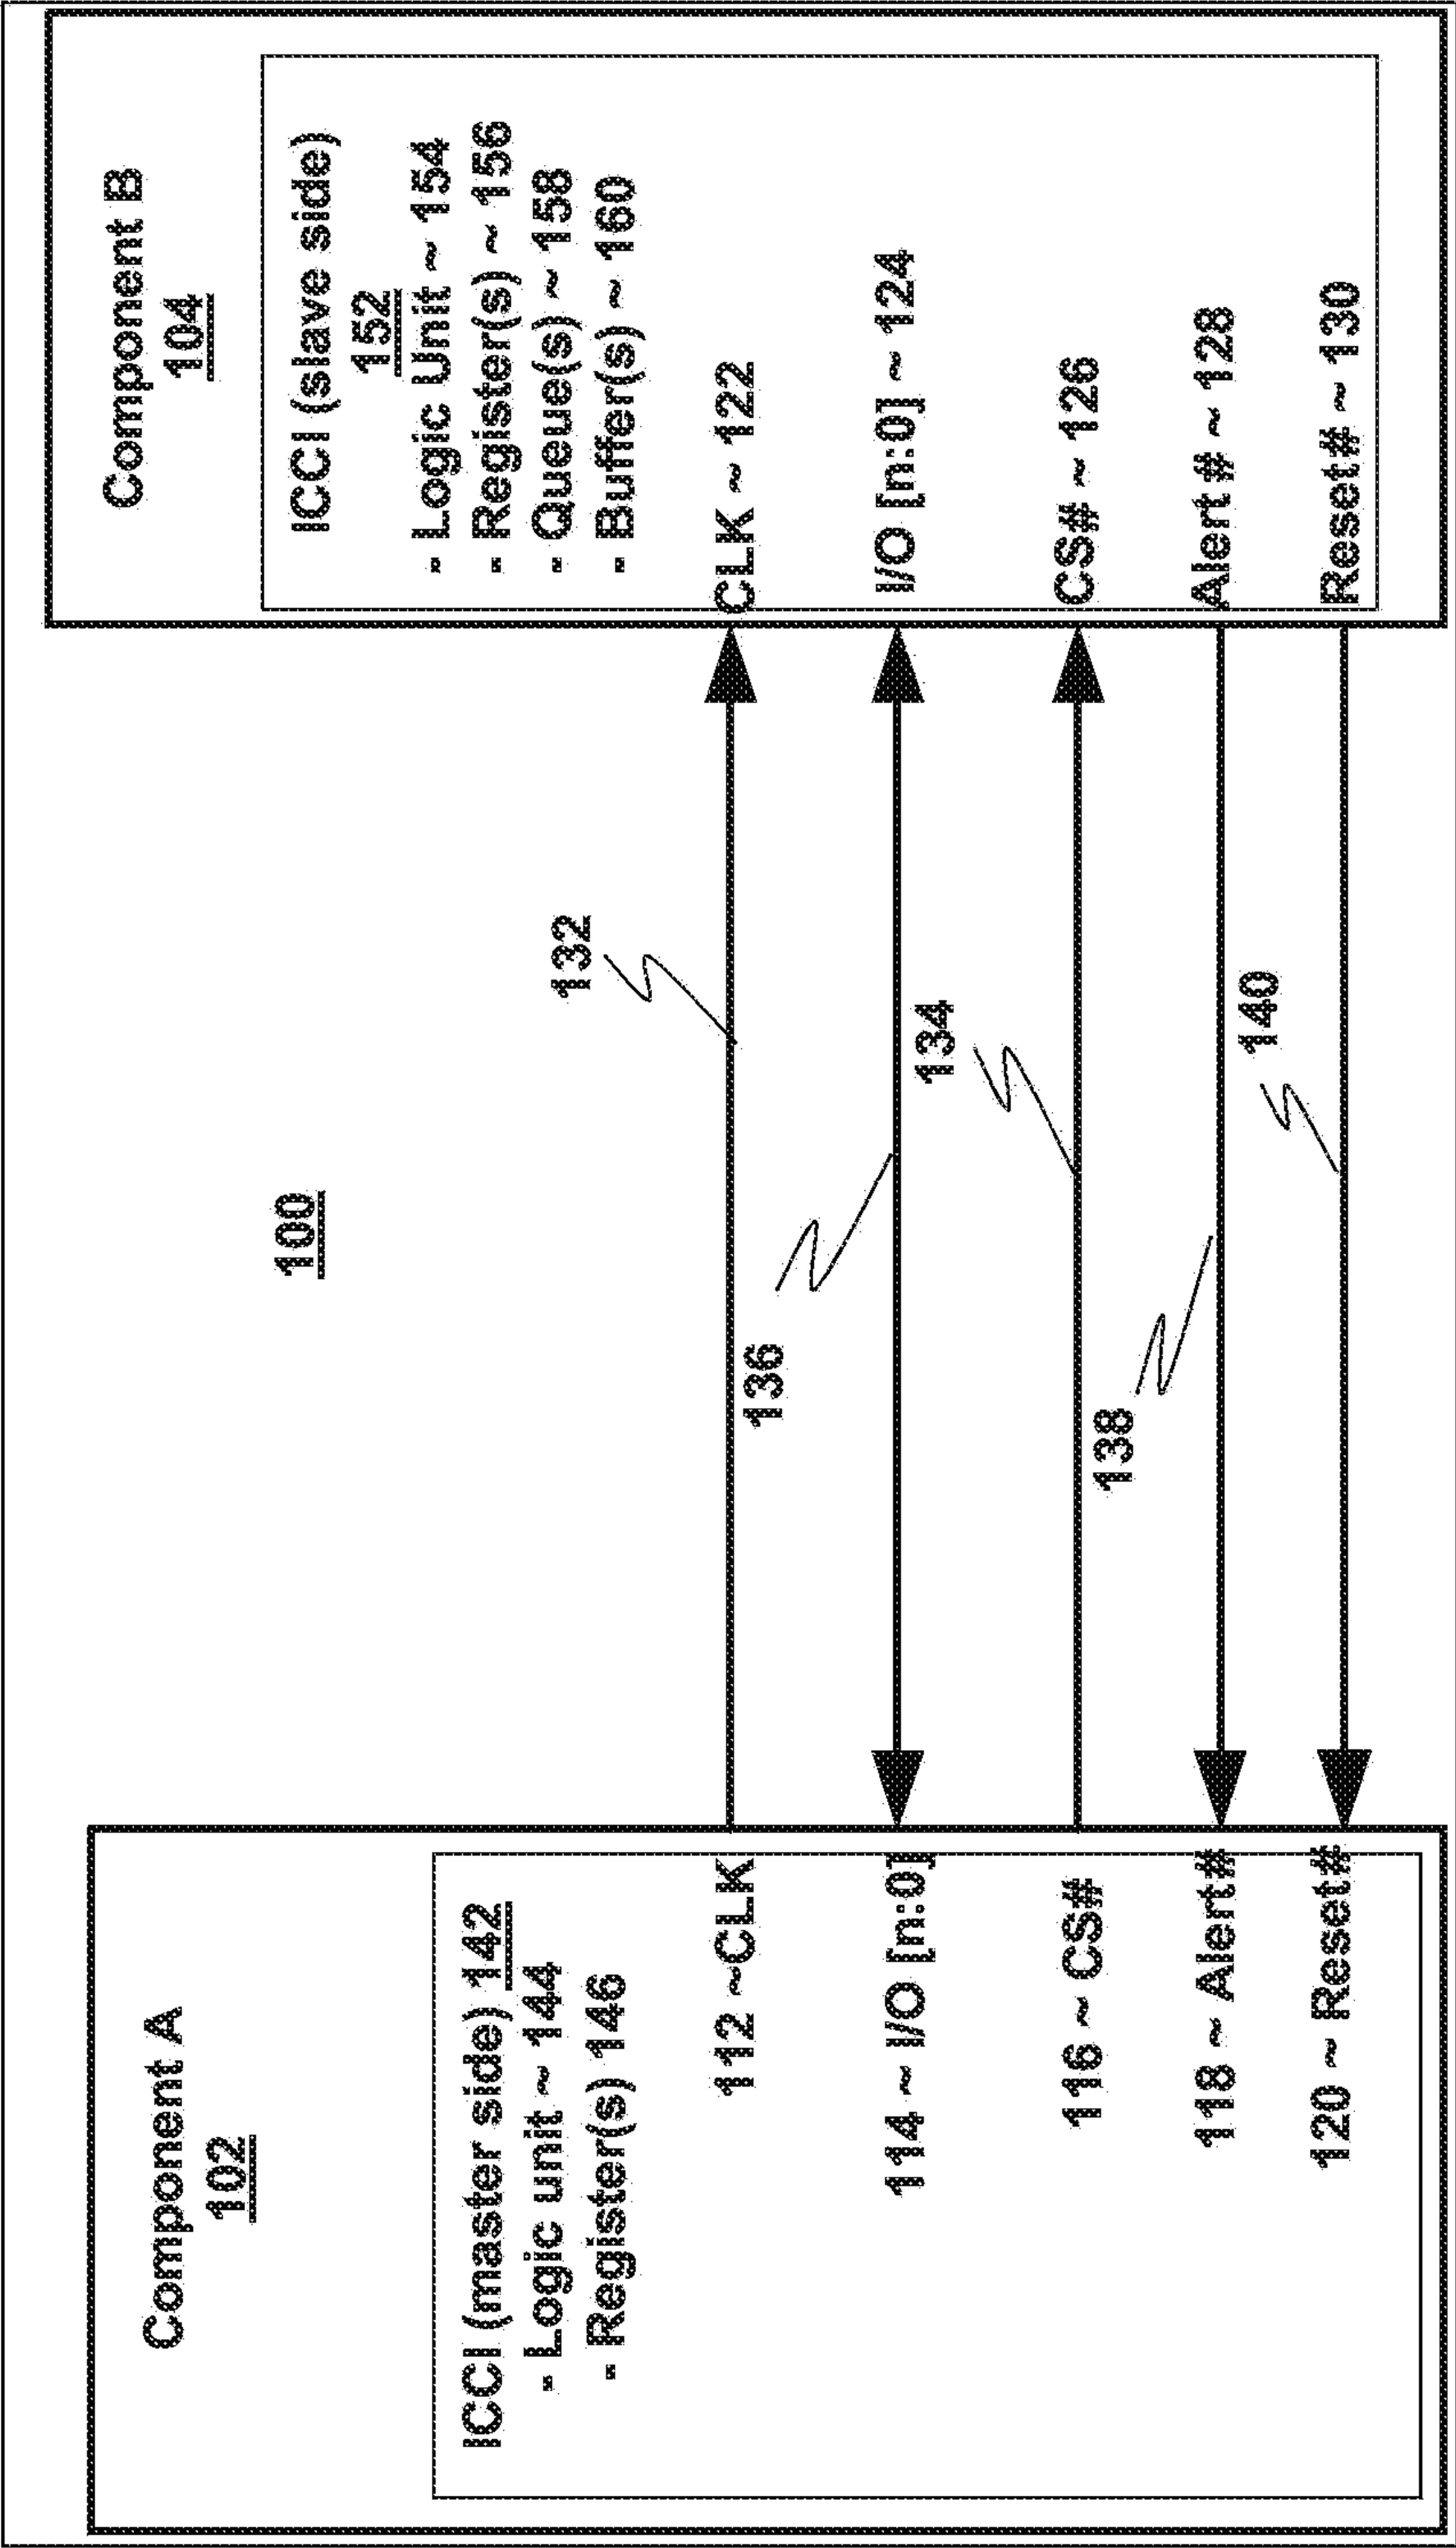 100
Component A
102
ICCI (master side) 142
- Logic unit ~ 144
- Register(s) 146
112 ~CLK
114 ~ I/O [n:0]
116 ~ CS#
118 ~ Alert#
120 ~ Reset#
132
136
134
138
140
Component B
104
ICCI (slave side)
152
- Logic Unit ~ 154
- Register(s) ~ 156
- Queue(s) ~ 158
- Buffer(s) ~ 160
CLK ~ 122
I/O [n:0] ~ 124
CS# ~ 126
Alert # ~ 128
Reset# ~ 130